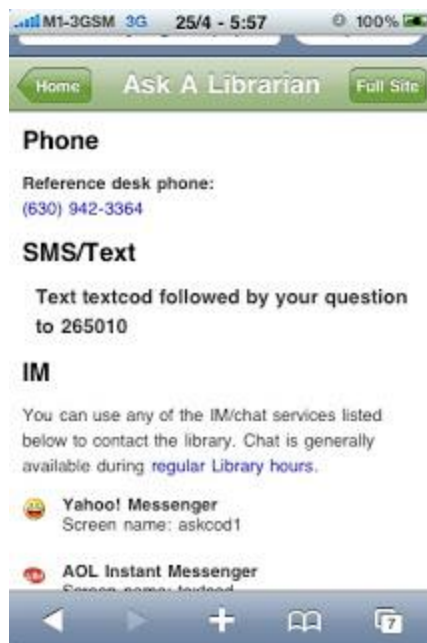 M1-3GSM 3G 25/4 - 5:57 100%
Home Ask A Librarian Full Site
Phone
Reference desk phone:
(630) 942-3364
SMS/Text
Text textcod followed by your question
to 265010
IM
You can use any of the IM/chat services listed
below to contact the library. Chat is generally
available during regular Library hours.
Yahoo! Messenger
Screen name: askcod1
AOL Instant Messenger
Screen name: textcod
7